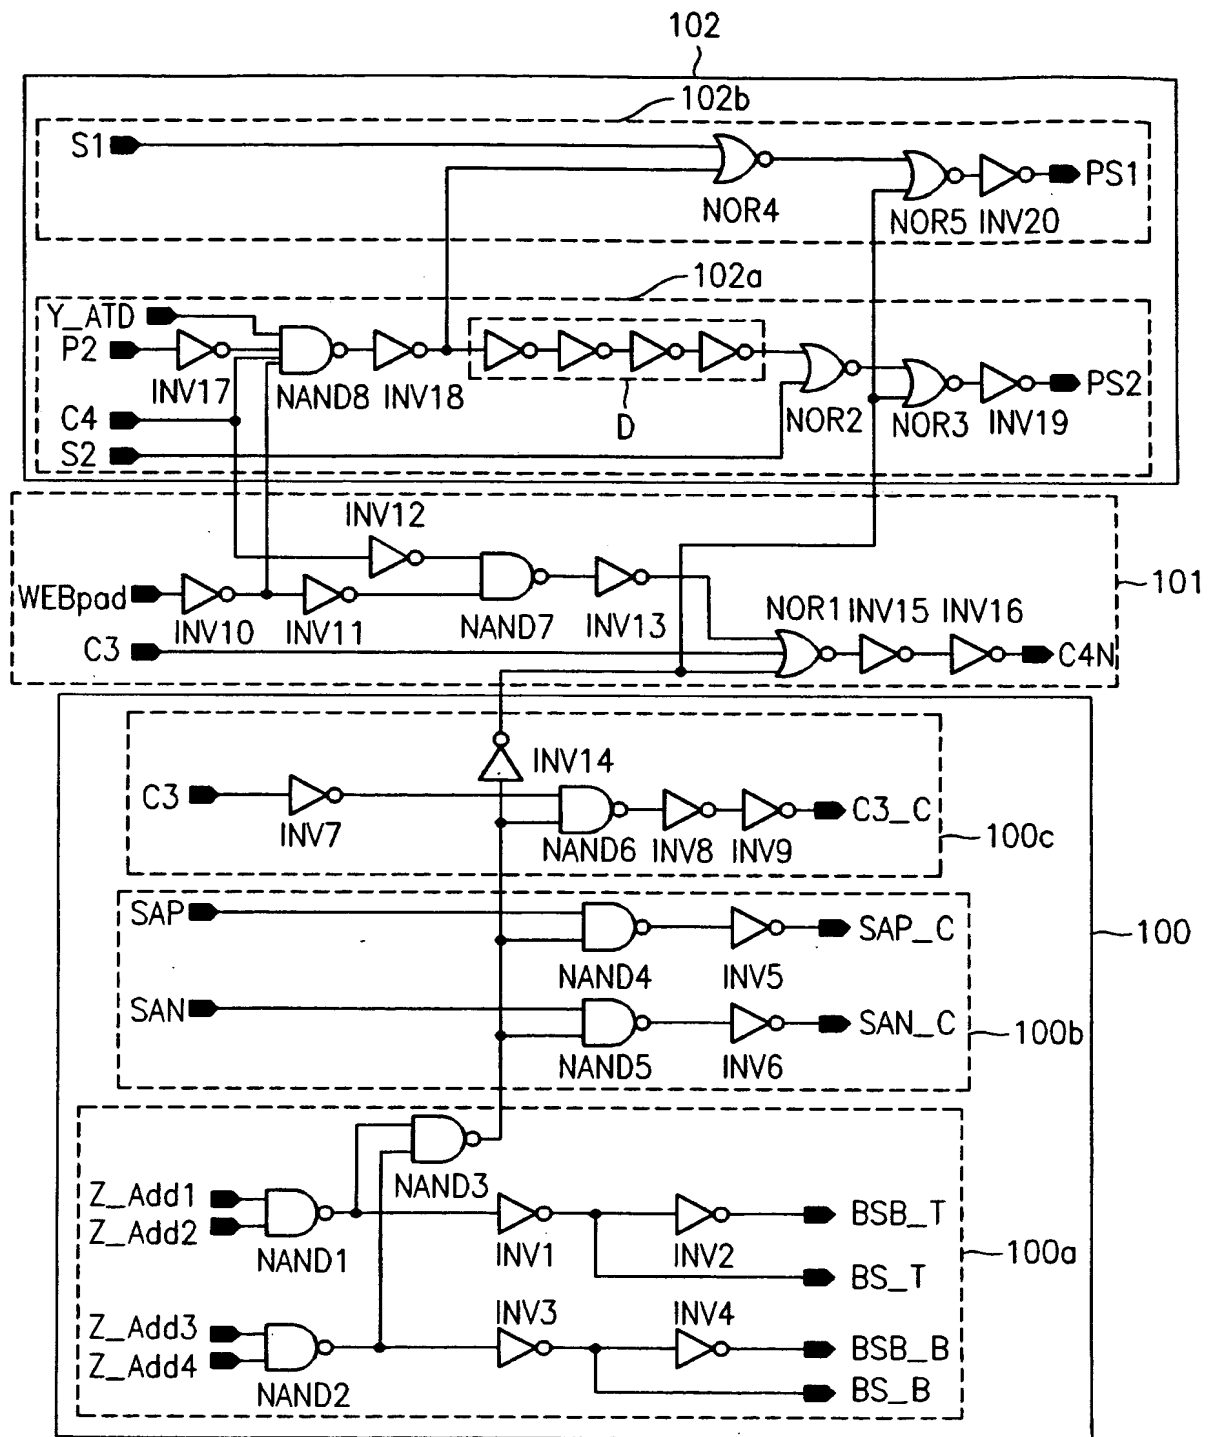 102
102b
S1
PS1
NOR4
NOR5 INV20
102a
Y_ATD
P2
INV17
NAND8 INV18
C4
S2
D
NOR2
NOR3 INV19
PS2
INV12
WEBpad
INV10
INV11
NAND7
INV13
NOR1 INV15 INV16
101
C3
C4N
INV14
C3
INV7
NAND6 INV8 INV9
C3_C
100c
SAP
NAND4
INV5
SAP_C
100
SAN
NAND5
INV6
SAN_C
100b
NAND3
Z_Add1
Z_Add2
NAND1
INV1
INV2
BSB_T
BS_T
100a
Z_Add3
Z_Add4
NAND2
INV3
INV4
BSB_B
BS_B